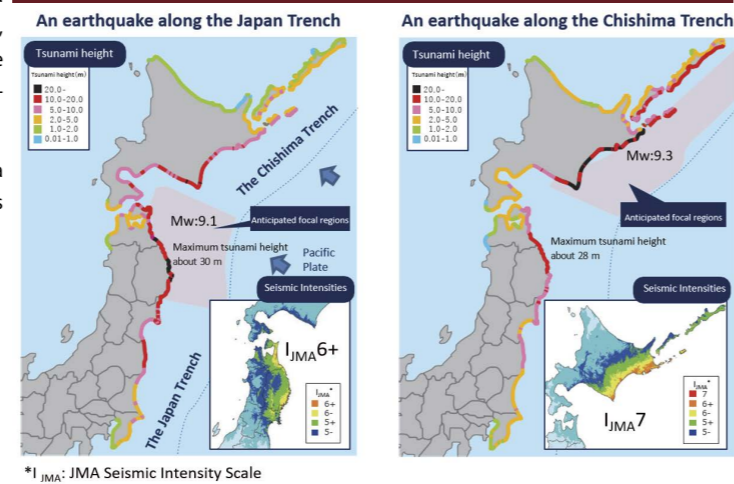 An earthquake along the Japan Trench
Tsunami height
Tsunami height(m)
20.0-
10.0-20.0
5.0-10.0
2.0-5.0
1.0-2.0
0.01-1.0
The Chishima Trench
Mw:9.1
Anticipated focal regions
Maximum tsunami height
about 30 m
Pacific
Plate
Seismic Intensities
The Japan Trench
IJMA6+
IJMA*
6+
6-
5+
5-
*I JMA: JMA Seismic Intensity Scale
An earthquake along the Chishima Trench
Tsunami height
Tsunami height(m)
20.0-
10.0-20.0
5.0-10.0
2.0-5.0
1.0-2.0
0.01-1.0
Mw:9.3
Anticipated focal regions
Maximum tsunami height
about 28 m
Seismic Intensities
IJMA7
IJMA*
7
6+
6-
5+
5-